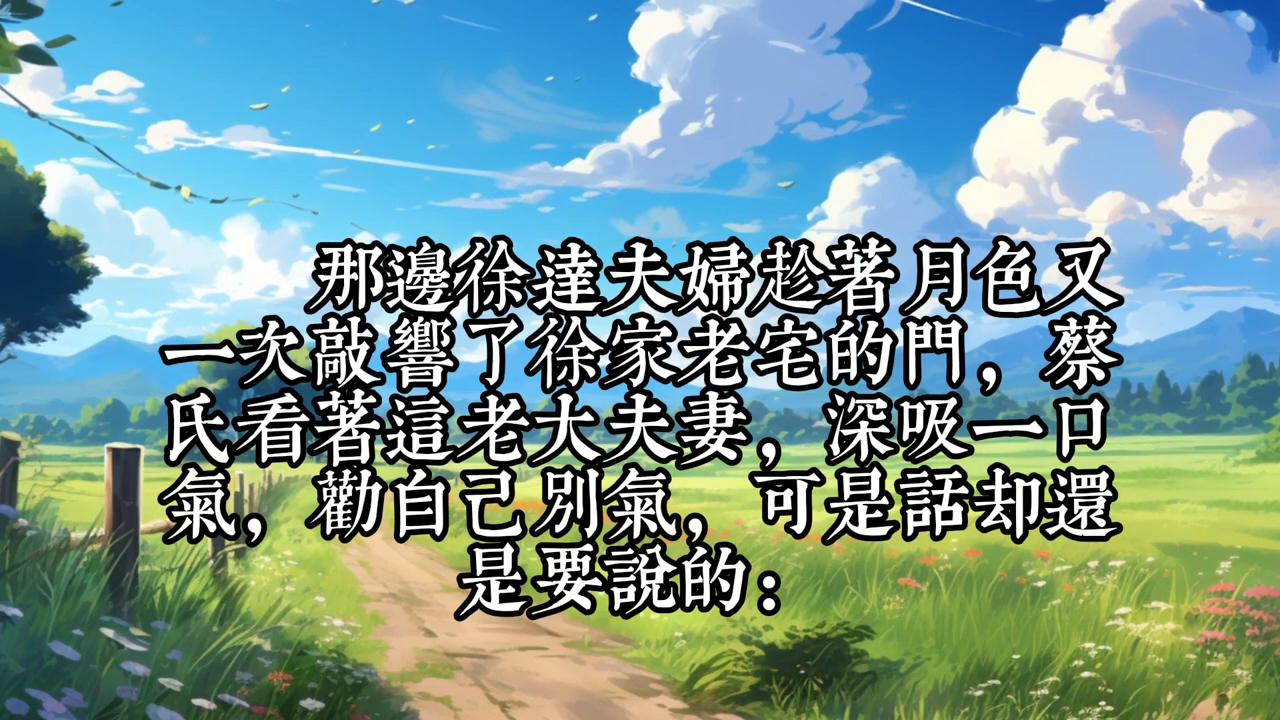 那邊徐達夫婦趁著月色又
一次敲響了徐家老宅的門，蔡
氏看著這老大夫妻，深吸一口
氣，勸自己別氣，可是話却還
是要說的：